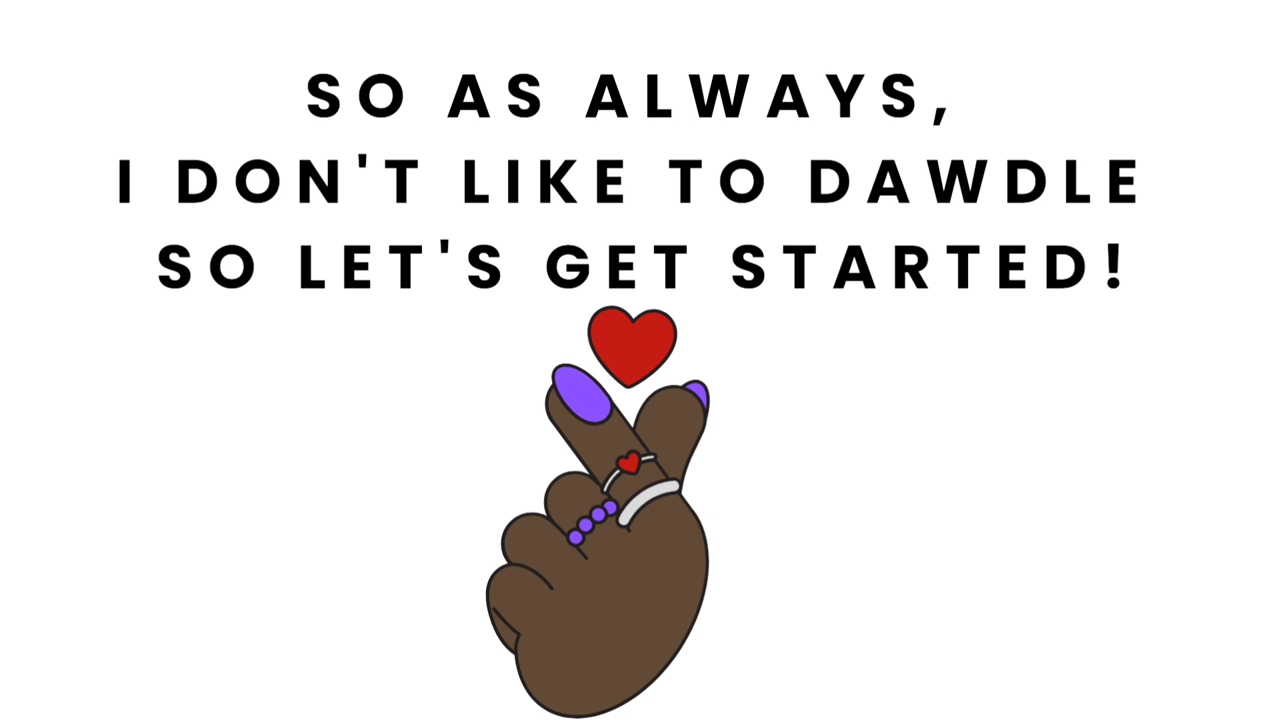 SO AS ALWAYS,
I DON'T LIKE TO DAWDLE
SO LET'S GET STARTED!